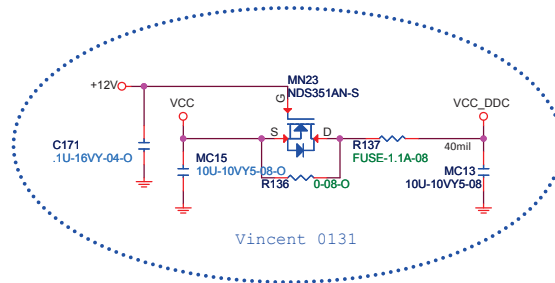 MN23
NDS351AN-S
+12V
VCC
G
VCC_DDC
C171
.1U-16VY-04-O
S
D
R137
FUSE-1.1A-08
40mil
MC15
10U-10VY5-08-O
R136
0-08-O
MC13
10U-10VY5-08
Vincent 0131